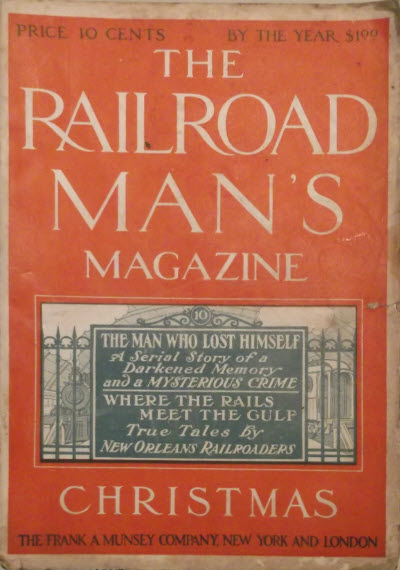 PRICE 10 CENTS BY THE YEAR $1.00
THE
RAILROAD
MAN'S
MAGAZINE
10
THE MAN WHO LOST HIMSELF
A Serial Story of a
Darkened Memory
and a MYSTERIOUS CRIME
WHERE THE RAILS
MEET THE GULF
True Tales By
NEW ORLEANS RAILROADERS
CHRISTMAS
THE FRANK A MUNSEY COMPANY, NEW YORK AND LONDON